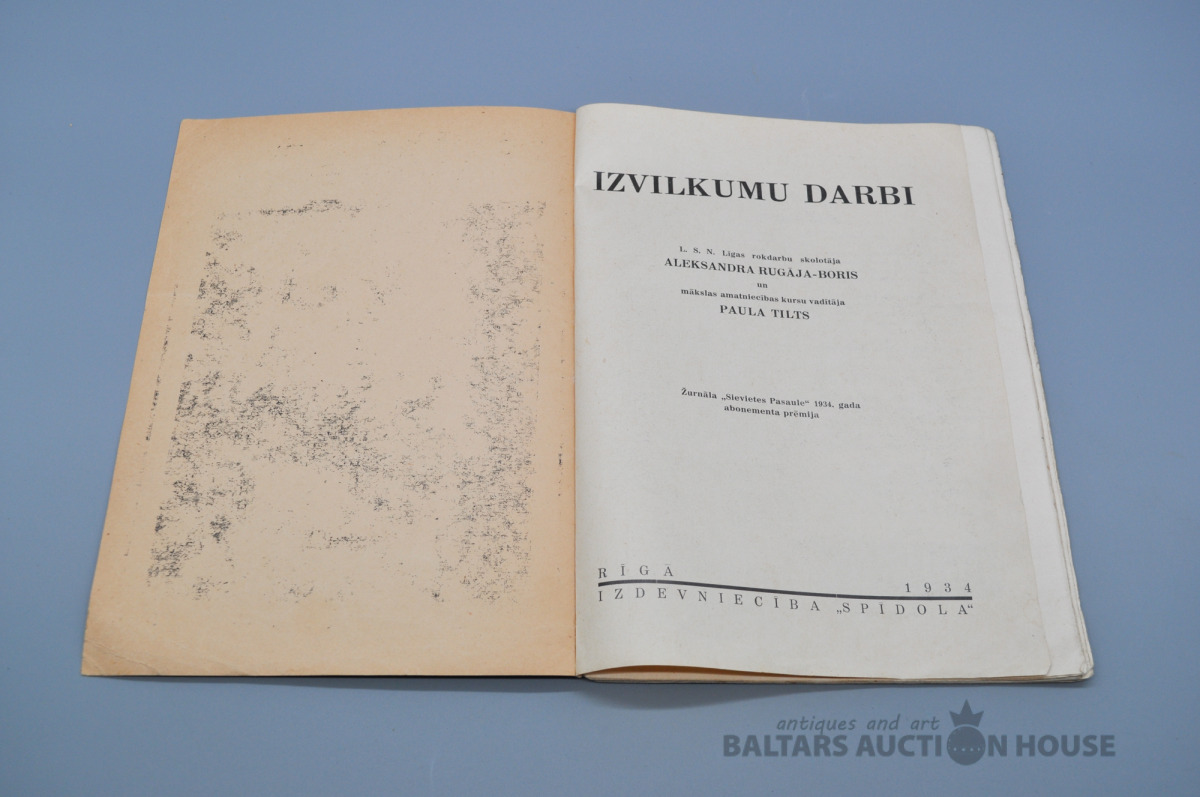 IZVILKUMU DARBI
L. S. N. Līgas rokdarbu skolotāja
ALEKSANDRA RUGĀJA-BORIS
un
mākslas amatniecības kursu vadītāja
PAULA TILTS
Žurnāla „Sievietes Pasaule“ 1934. gada
abonementa prēmija
RĪGĀ 1934
IZDEVNIECĪBA „SPĪDOLA“
antiques and art
BALTARS AUCTION HOUSE